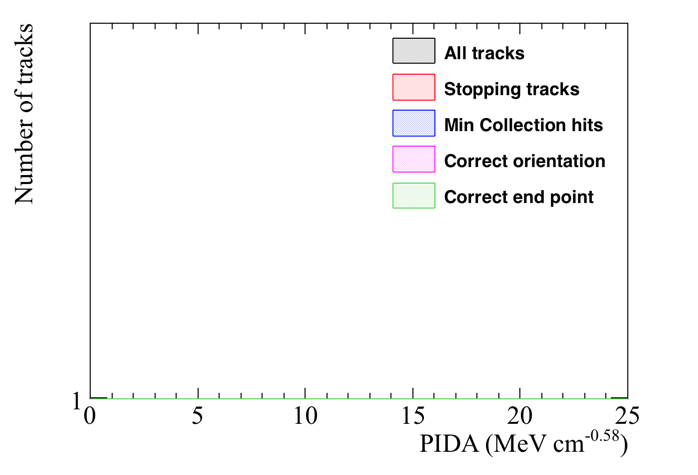 Number of tracks
All tracks
Stopping tracks
Min Collection hits
Correct orientation
Correct end point
1
0 5 10 15 20 25
PIDA (MeV cm-0.58)